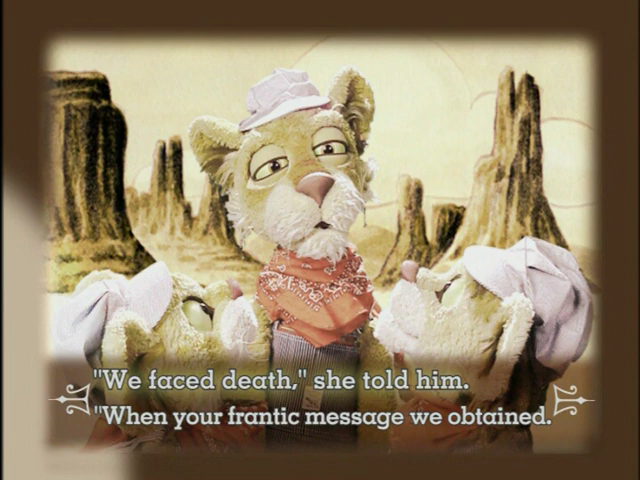 "We faced death," she told him.
"When your frantic message we obtained.